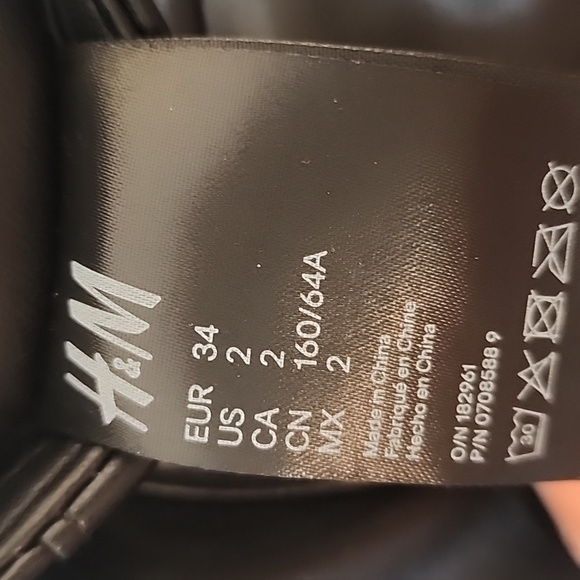 H&M
EUR 34
US 2
CA 2
CN 160/64A
MX 2
Made in China
Fabriqué en Chine
Hecho en China
O/N 182961
P/N 0708688 9
30